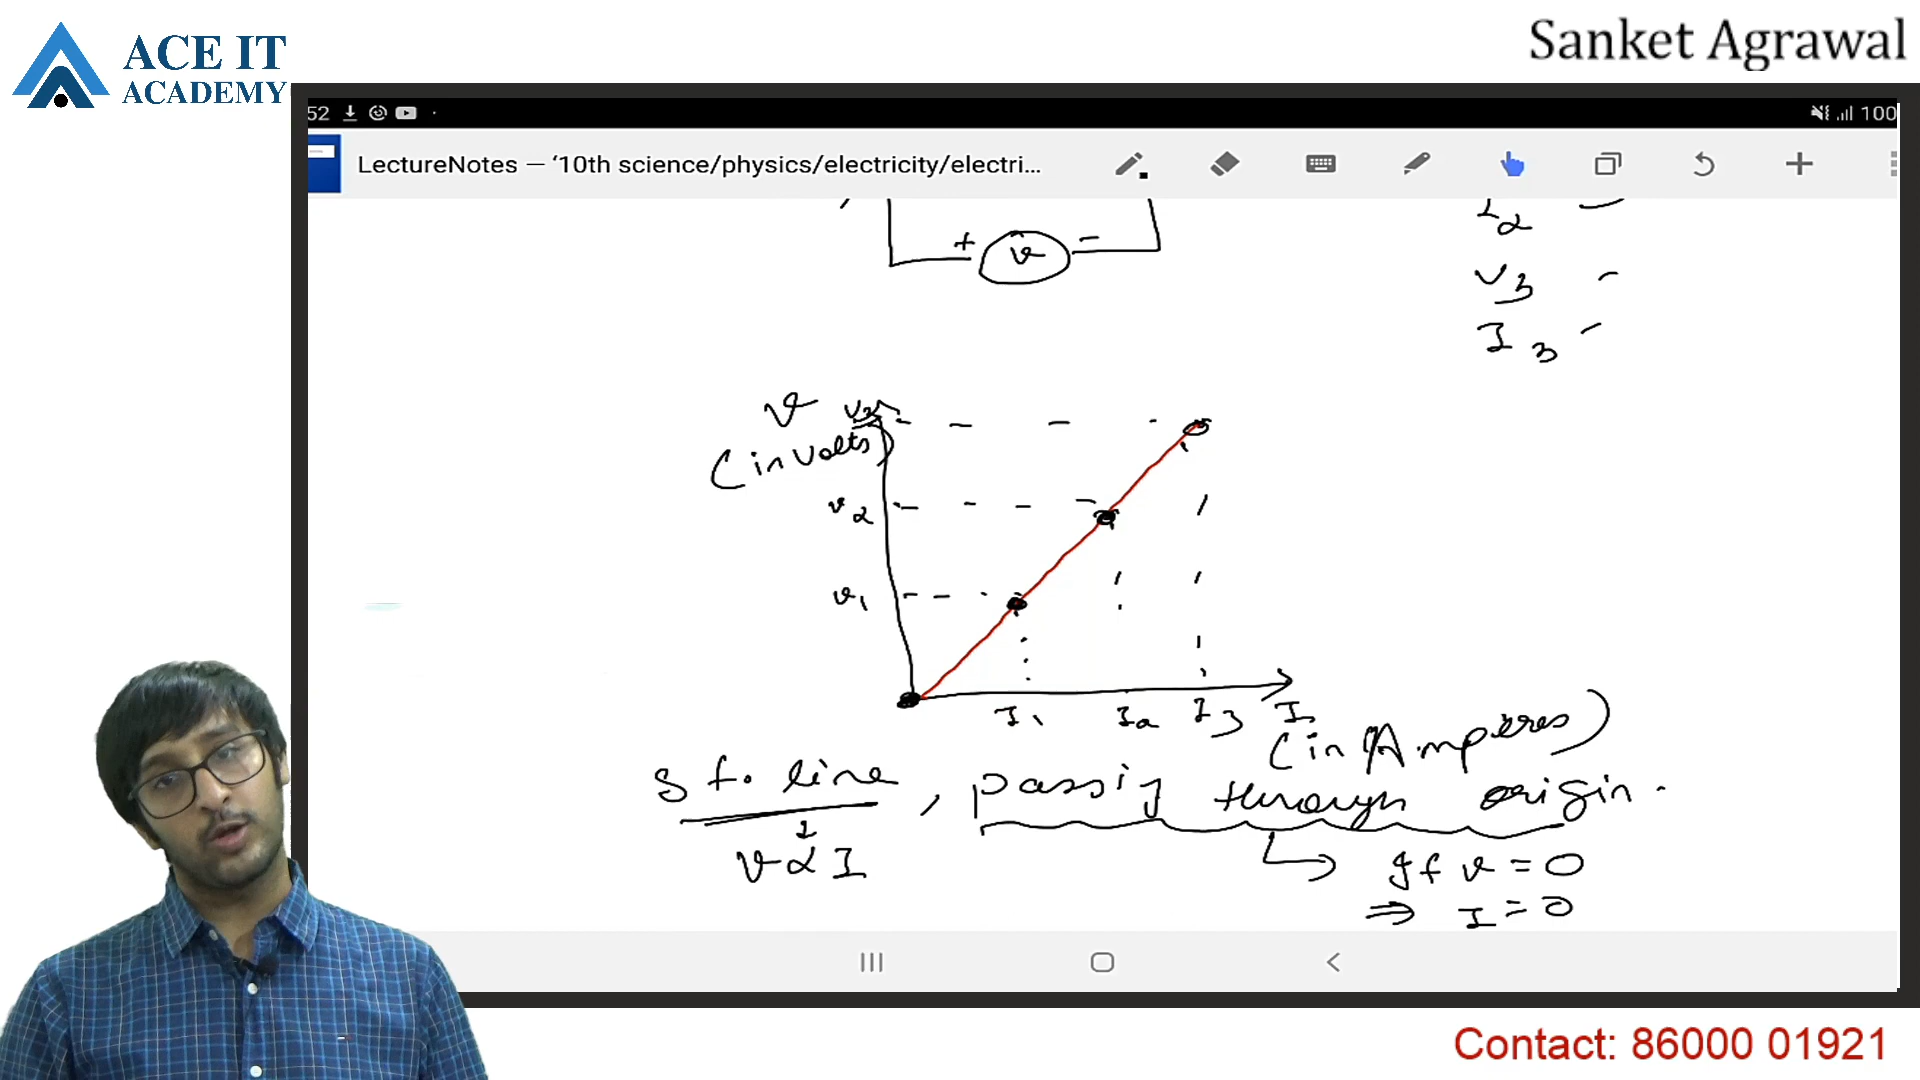 ACE IT
ACADEMY
Sanket Agrawal
52
100
LectureNotes — ‘10th science/physics/electricity/electri...
I2
+ V -
V3
I3
V
V3
(in volts)
V2
V1
I1 I2 I3 I
(in Amperes)
st. line, passig through origin.
V ∝ I
If V = 0
⇒ I = 0
Contact: 86000 01921